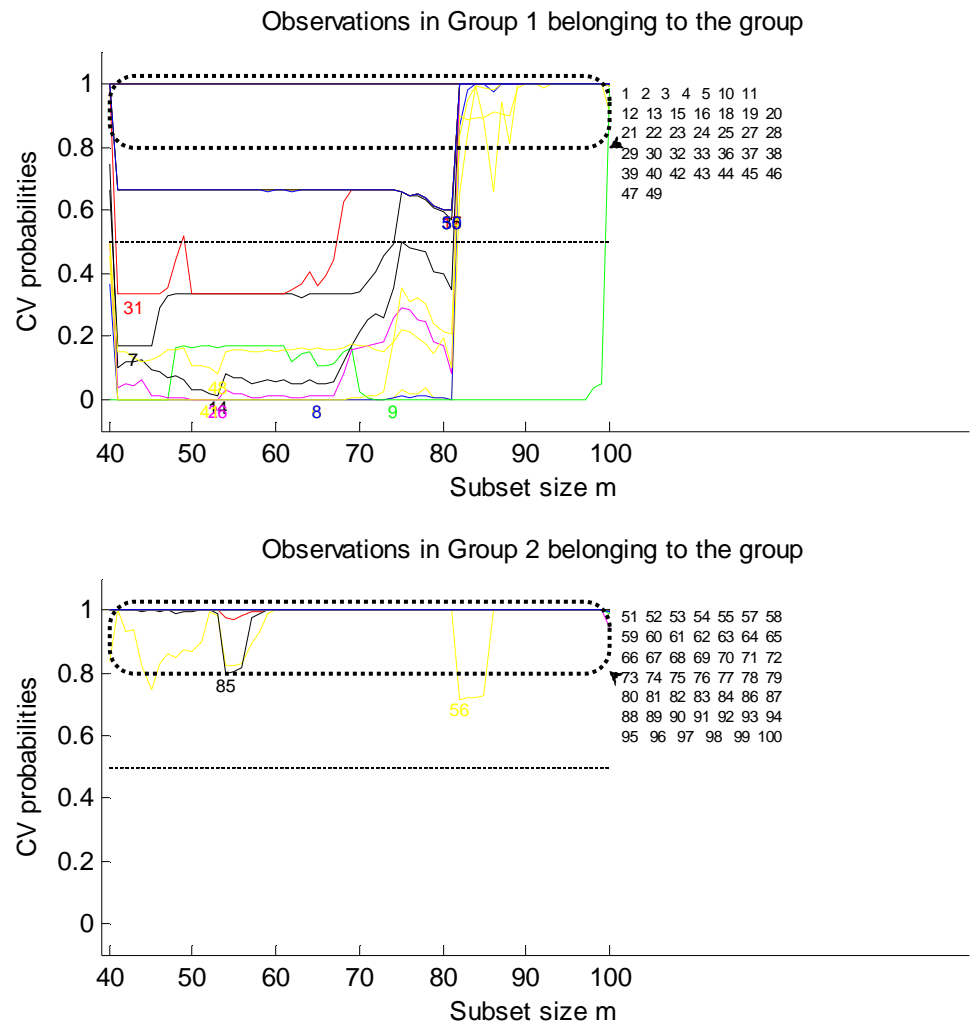 Observations in Group 1 belonging to the group
CV probabilities
1
0.8
0.6
0.4
0.2
0
31
7
8
9
1 2 3 4 5 10 11
12 13 15 16 18 19 20
21 22 23 24 25 27 28
29 30 32 33 36 37 38
39 40 42 43 44 45 46
47 49
40 50 60 70 80 90 100
Subset size m
Observations in Group 2 belonging to the group
CV probabilities
1
0.8
0.6
0.4
0.2
0
85
56
51 52 53 54 55 57 58
59 60 61 62 63 64 65
66 67 68 69 70 71 72
73 74 75 76 77 78 79
80 81 82 83 84 86 87
88 89 90 91 92 93 94
95 96 97 98 99 100
40 50 60 70 80 90 100
Subset size m